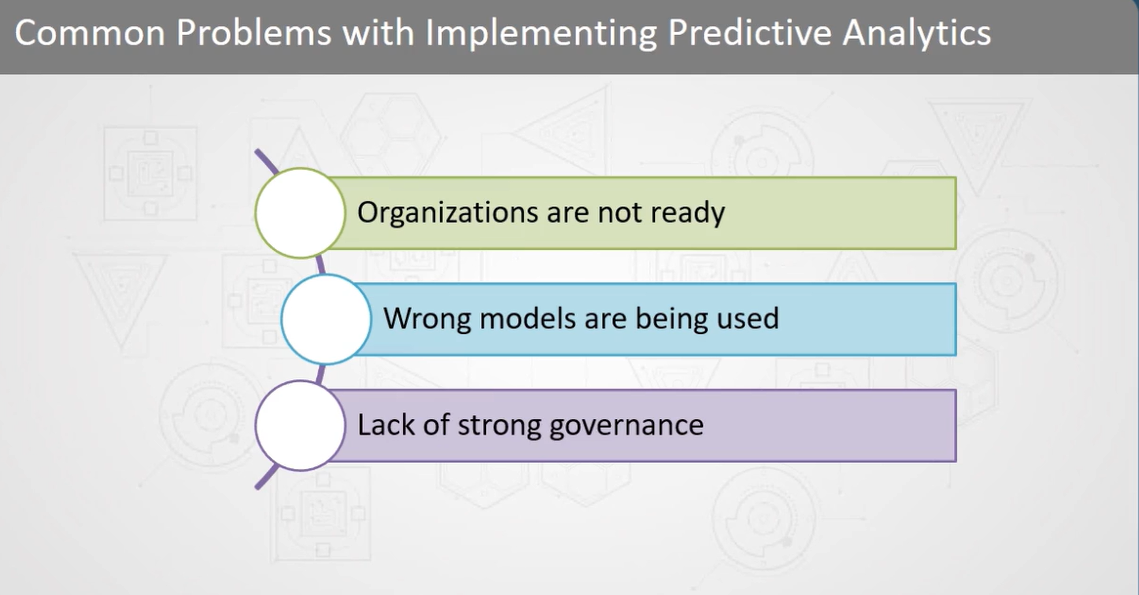 Common Problems with Implementing Predictive Analytics
Organizations are not ready
Wrong models are being used
Lack of strong governance